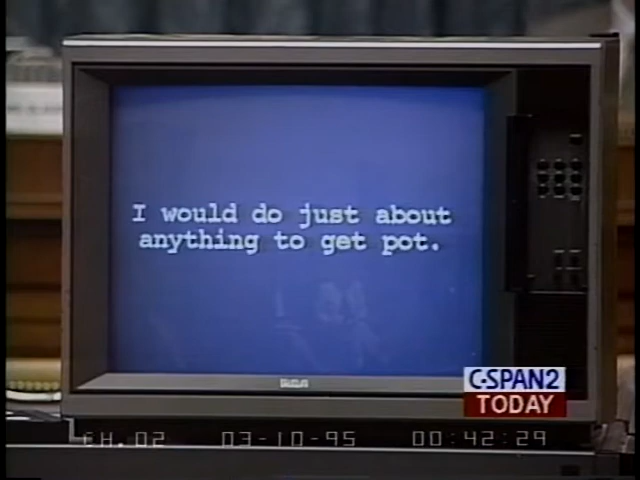 I would do just about
anything to get pot.
RCA
C-SPAN2
TODAY
CH.02 03-10-95 00:42:29